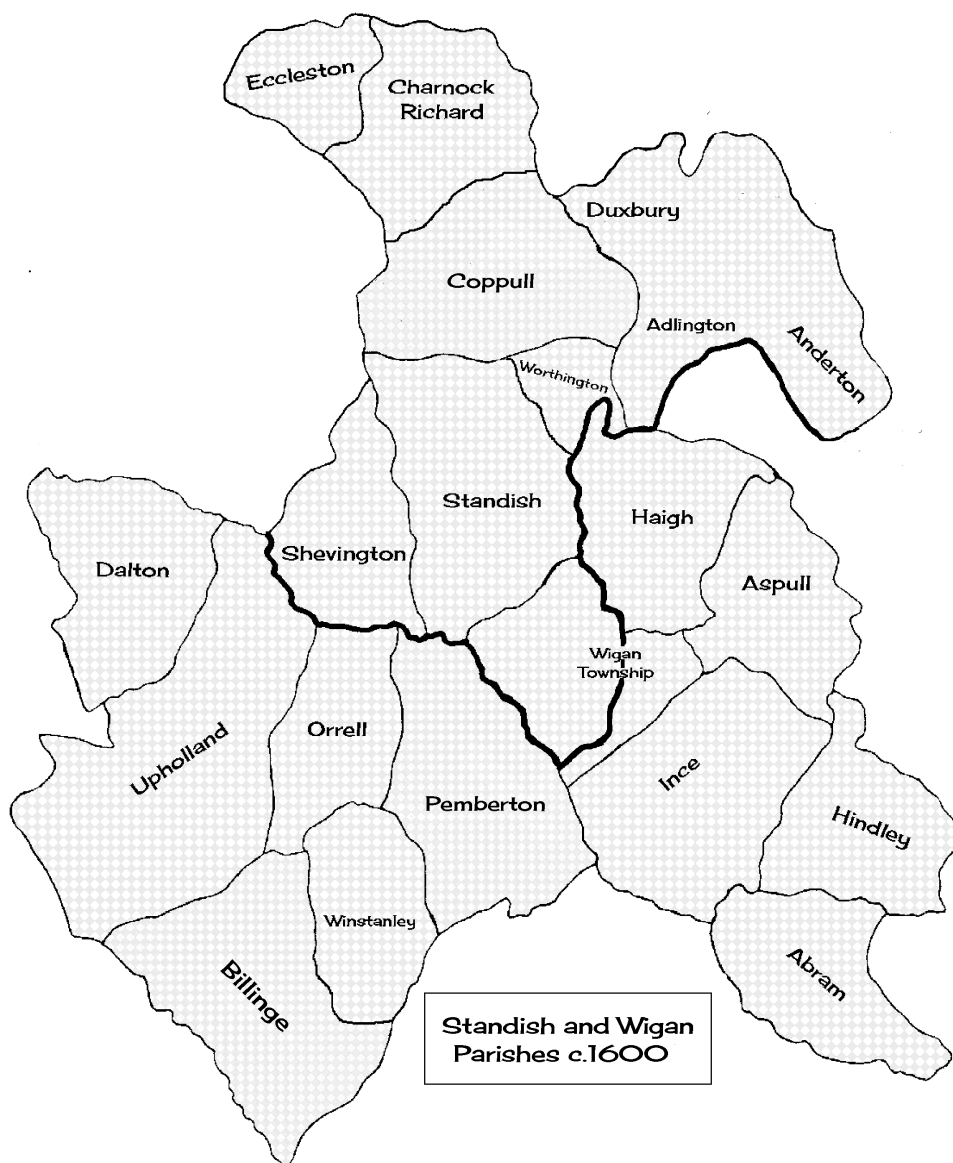 Eccleston
Charnock
Richard
Duxbury
Coppull
Adlington
Anderton
Worthington
Standish
Haigh
Shevington
Dalton
Aspull
Wigan
Township
Orrell
Upholland
Ince
Pemberton
Hindley
Winstanley
Billinge
Abram
Standish and Wigan
Parishes c.1600